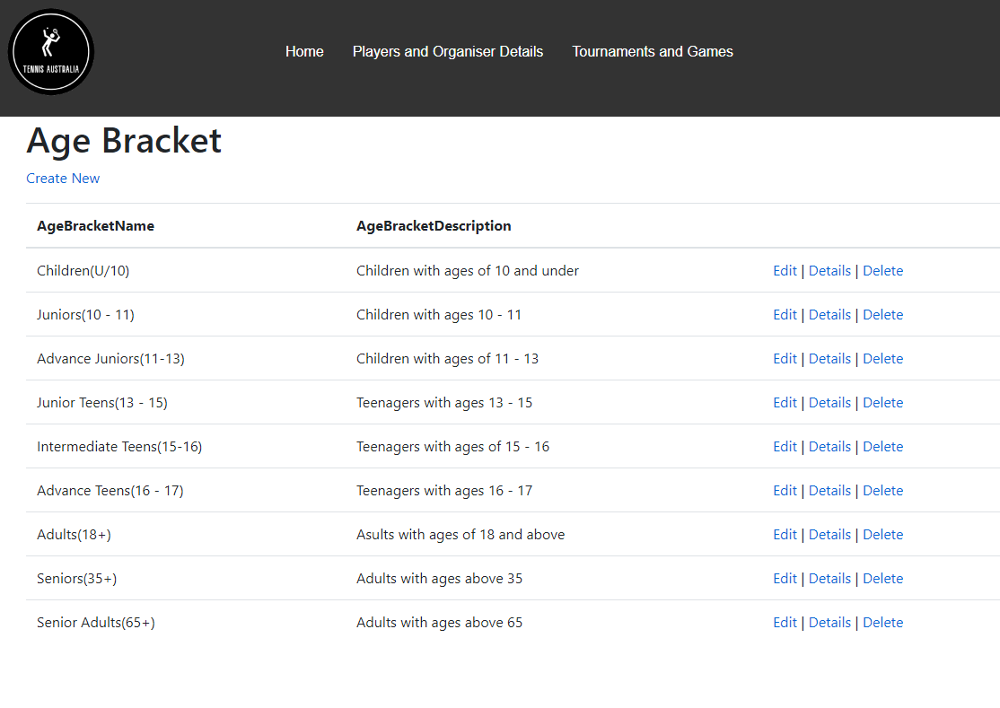 TENNIS AUSTRALIA
Home Players and Organiser Details Tournaments and Games
Age Bracket
Create New
AgeBracketName AgeBracketDescription
Children(U/10) Children with ages of 10 and under Edit | Details | Delete
Juniors(10 - 11) Children with ages 10 - 11 Edit | Details | Delete
Advance Juniors(11-13) Children with ages of 11 - 13 Edit | Details | Delete
Junior Teens(13 - 15) Teenagers with ages 13 - 15 Edit | Details | Delete
Intermediate Teens(15-16) Teenagers with ages of 15 - 16 Edit | Details | Delete
Advance Teens(16 - 17) Teenagers with ages 16 - 17 Edit | Details | Delete
Adults(18+) Asults with ages of 18 and above Edit | Details | Delete
Seniors(35+) Adults with ages above 35 Edit | Details | Delete
Senior Adults(65+) Adults with ages above 65 Edit | Details | Delete